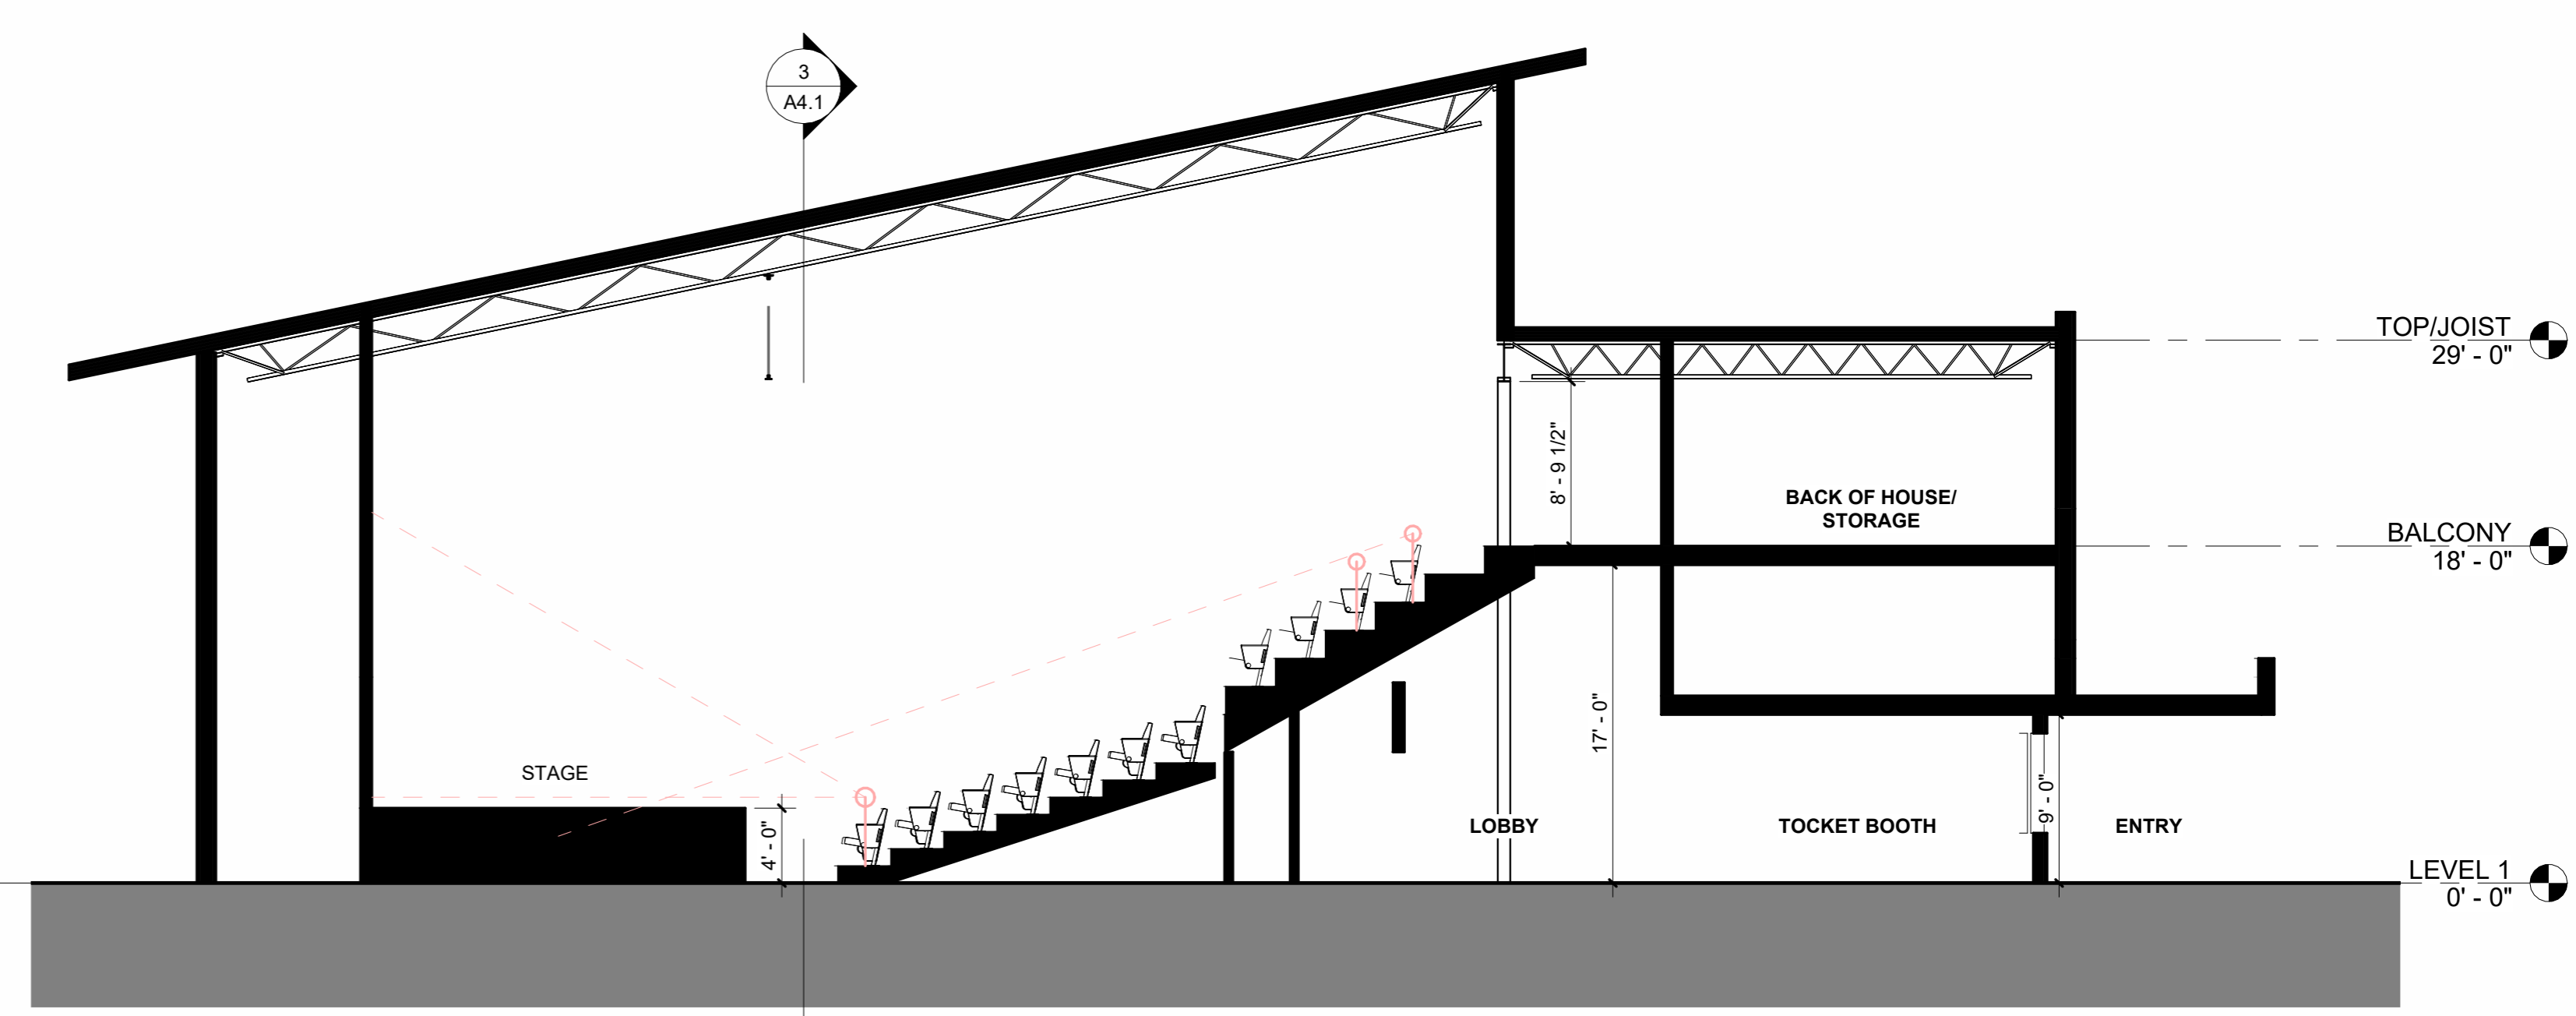 3
A4.1
TOP/JOIST
29' - 0"
8' - 9 1/2"
BACK OF HOUSE/
STORAGE
BALCONY
18' - 0"
17' - 0"
STAGE
4' - 0"
9' - 0"
LOBBY
TOCKET BOOTH
ENTRY
LEVEL 1
0' - 0"